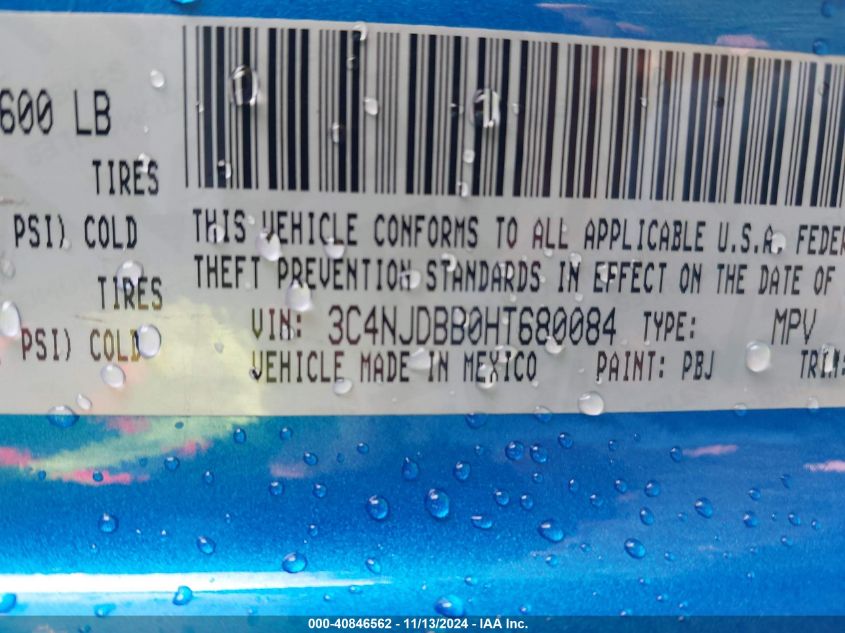 600 LB
TIRES
PSI) COLD
TIRES
PSI) COLD
THIS VEHICLE CONFORMS TO ALL APPLICABLE U.S.A. FEDER
THEFT PREVENTION STANDARDS IN EFFECT ON THE DATE OF
VIN: 3C4NJDBB0HT680084 TYPE: MPV
VEHICLE MADE IN MEXICO PAINT: PBJ TRIM:
000-40846562 - 11/13/2024 - IAA Inc.